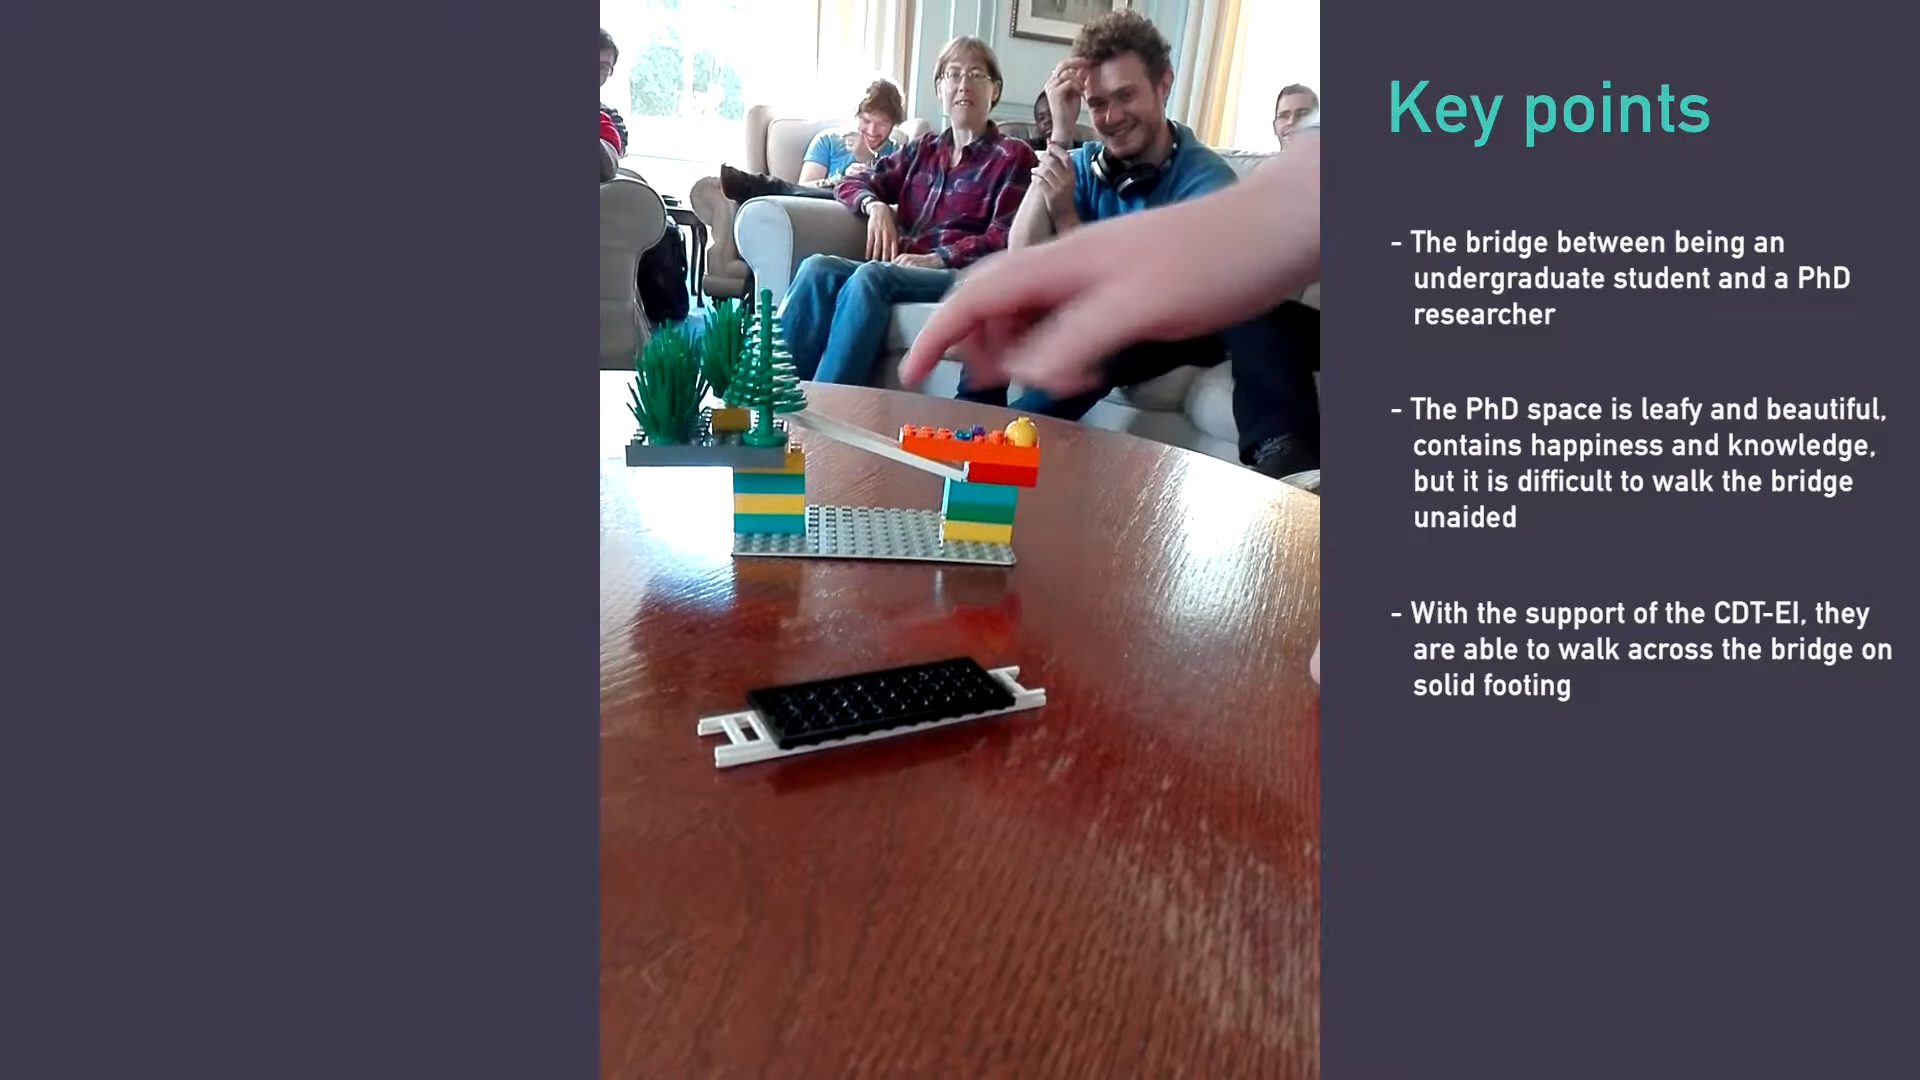 Key points
- The bridge between being an
undergraduate student and a PhD
researcher
- The PhD space is leafy and beautiful,
contains happiness and knowledge,
but it is difficult to walk the bridge
unaided
- With the support of the CDT-EI, they
are able to walk across the bridge on
solid footing